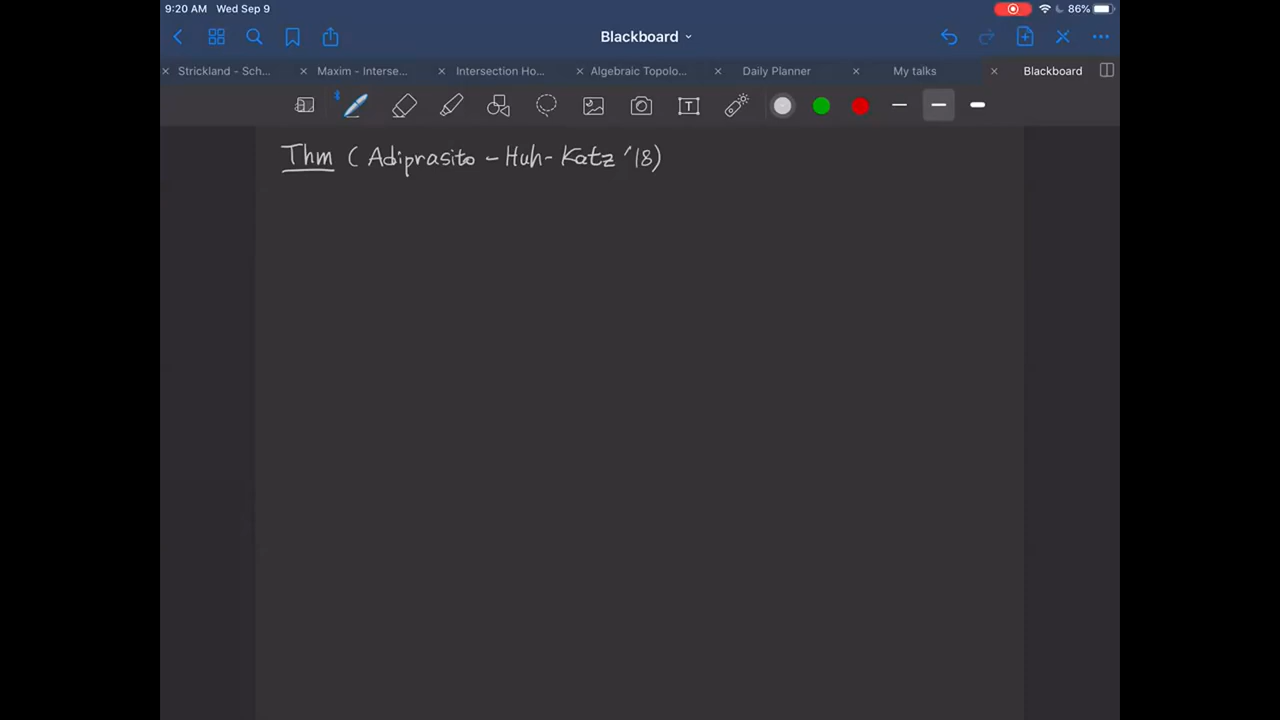 9:20 AM Wed Sep 9
86%
Blackboard
Strickland - Sch...
Maxim - Interse...
Intersection Ho...
Algebraic Topolo...
Daily Planner
My talks
Blackboard
T
Thm ( Adiprasito - Huh - Katz '18)